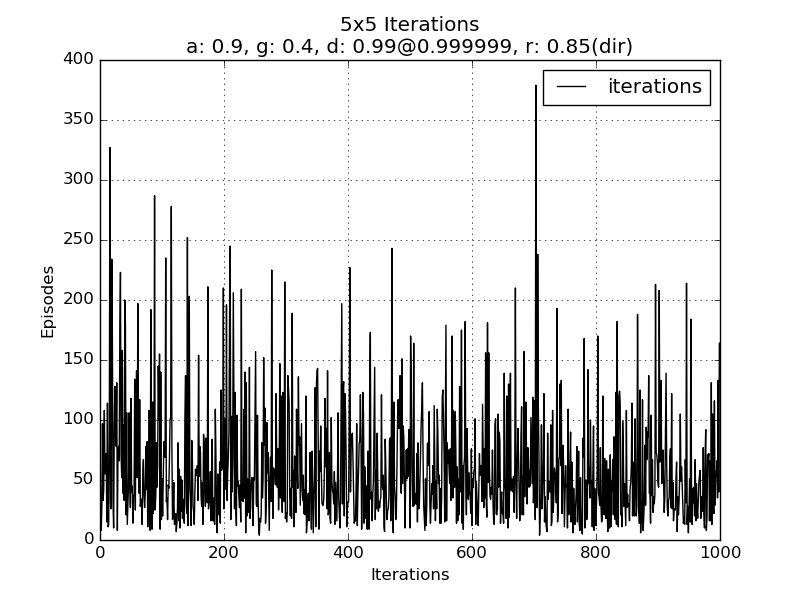 5x5 Iterations
a: 0.9, g: 0.4, d: 0.99@0.999999, r: 0.85(dir)
400
350
300
250
200
150
100
50
0
Episodes
iterations
0 200 400 600 800 1000
Iterations